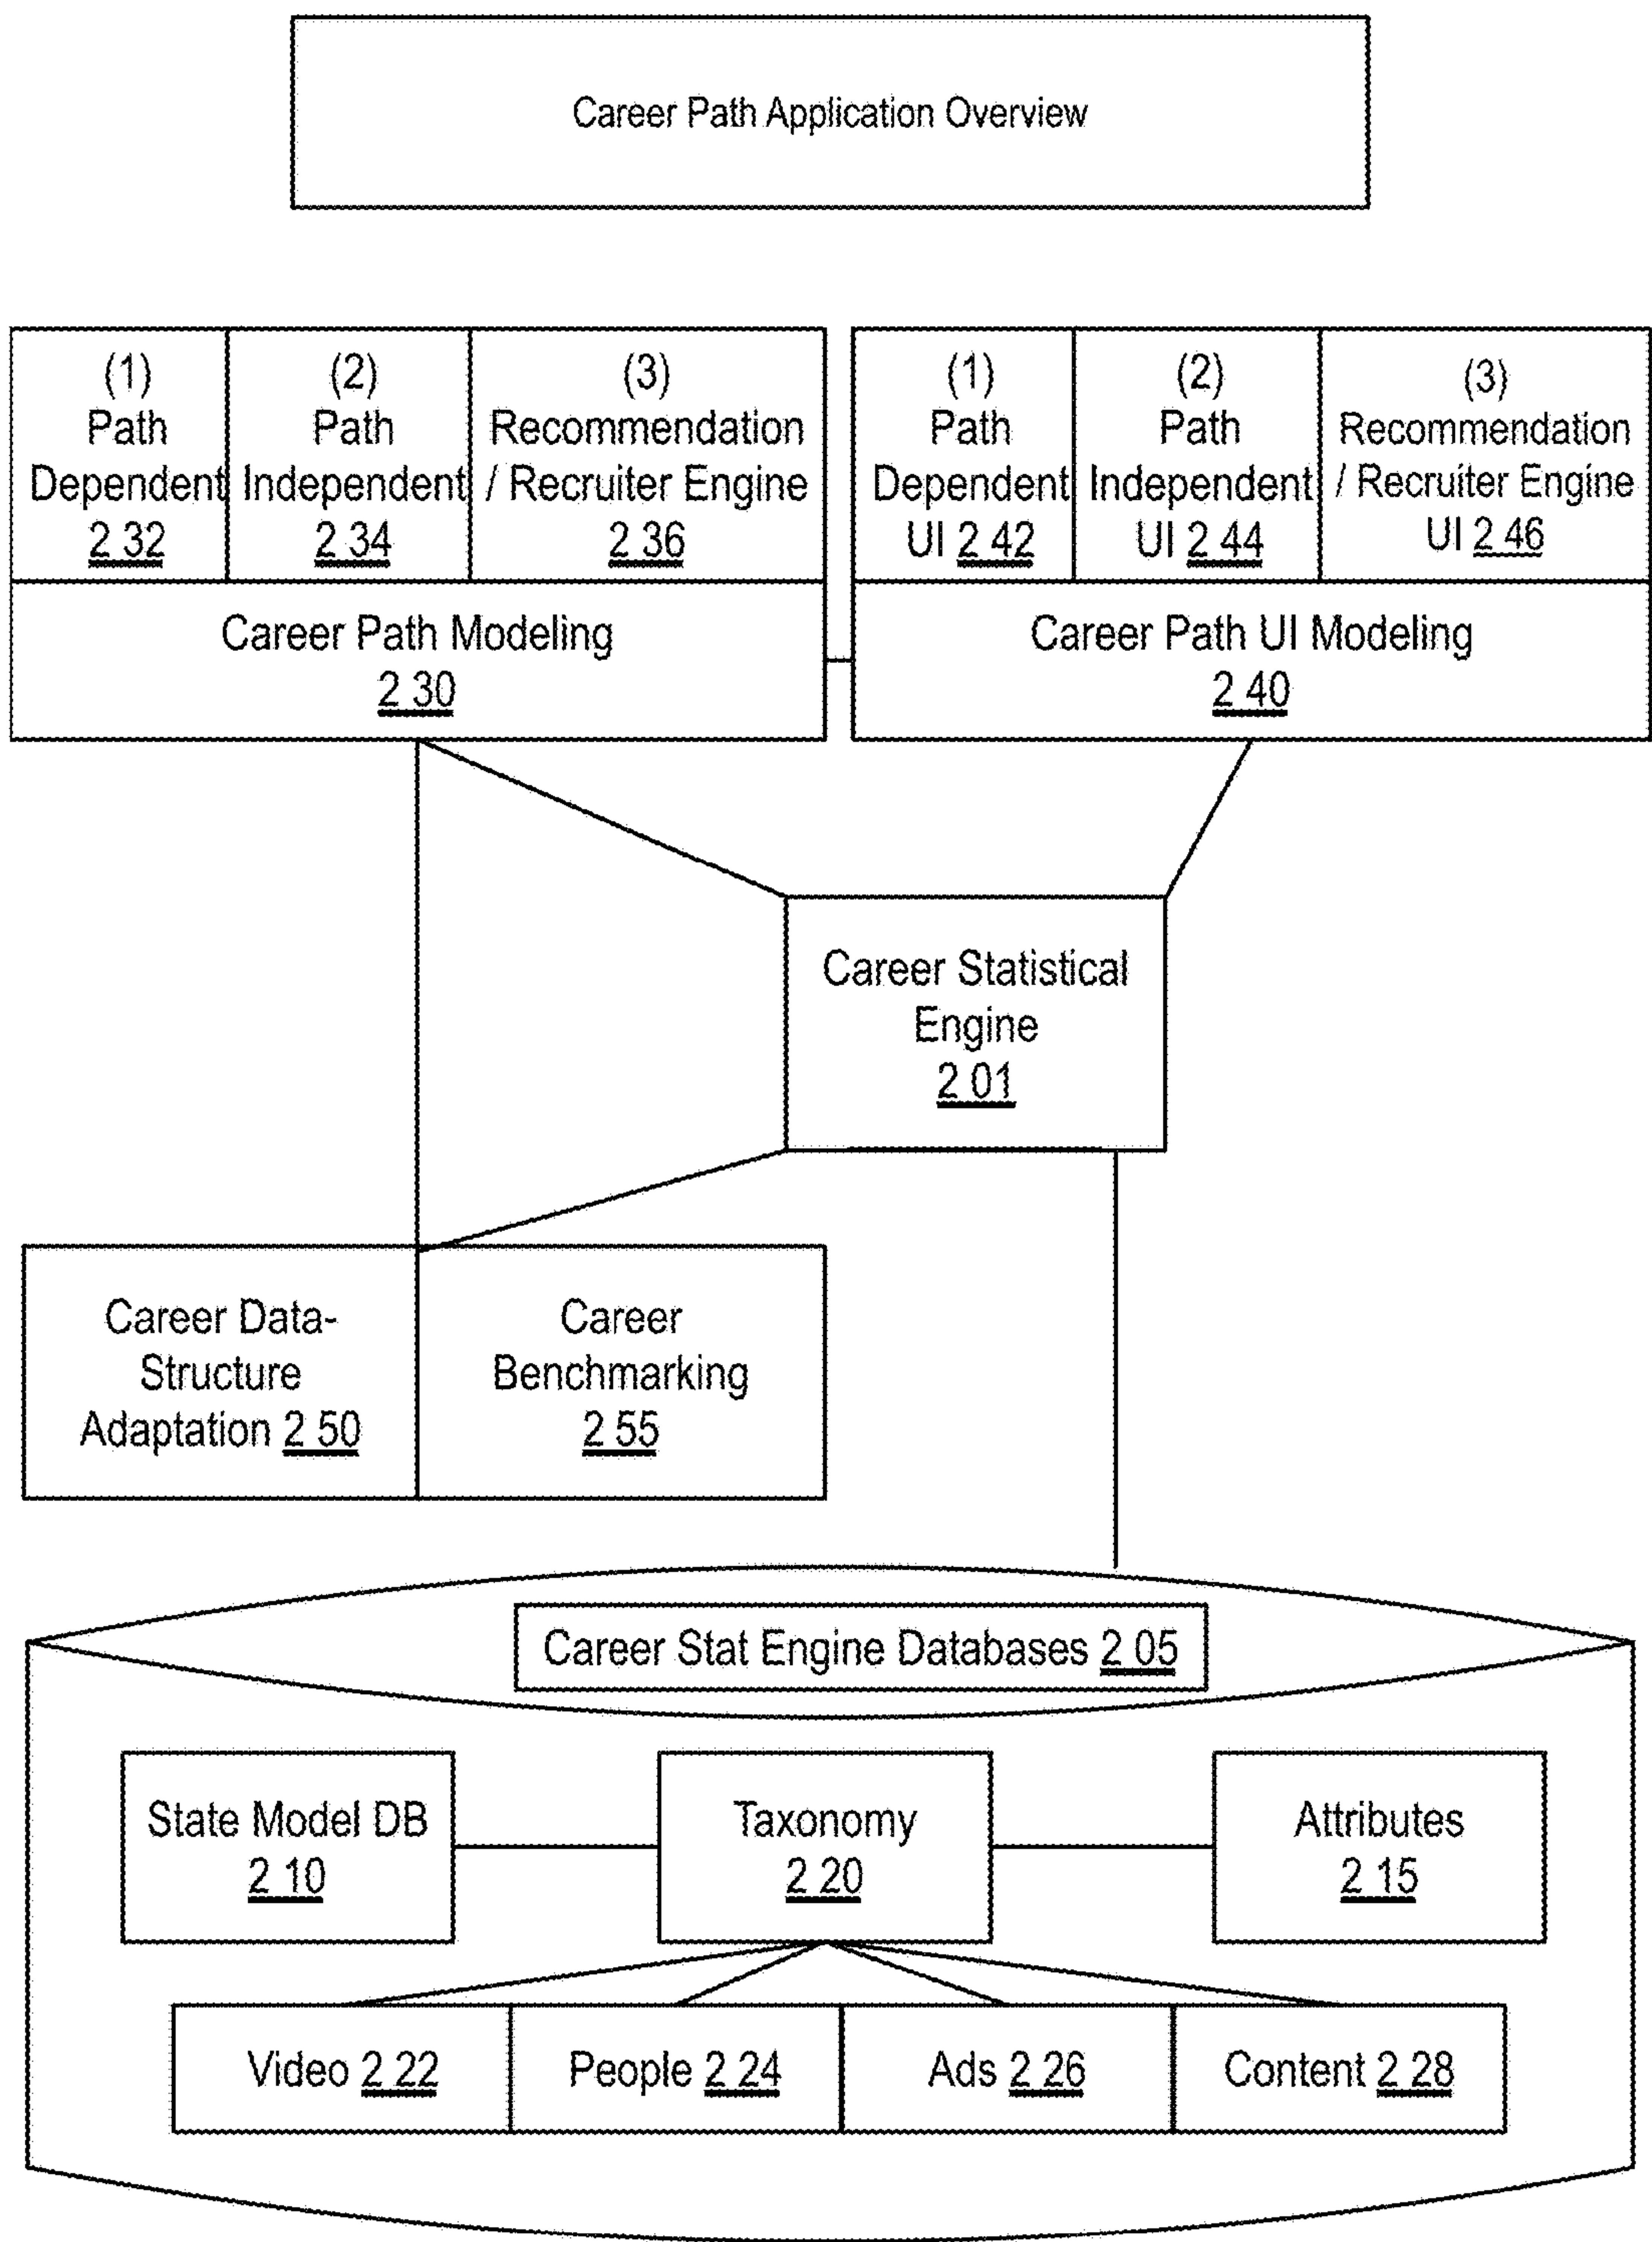 Career Path Application Overview
(1)
Path
Dependent
2 32
(2)
Path
Independent
2 34
(3)
Recommendation
/ Recruiter Engine
2 36
Career Path Modeling
2 30
(1)
Path
Dependent
UI 2 42
(2)
Path
Independent
UI 2 44
(3)
Recommendation
/ Recruiter Engine
UI 2 46
Career Path UI Modeling
2 40
Career Statistical
Engine
2 01
Career Data-
Structure
Adaptation 2 50
Career
Benchmarking
2 55
Career Stat Engine Databases 2 05
State Model DB
2 10
Taxonomy
2 20
Attributes
2 15
Video 2 22
People 2 24
Ads 2 26
Content 2 28